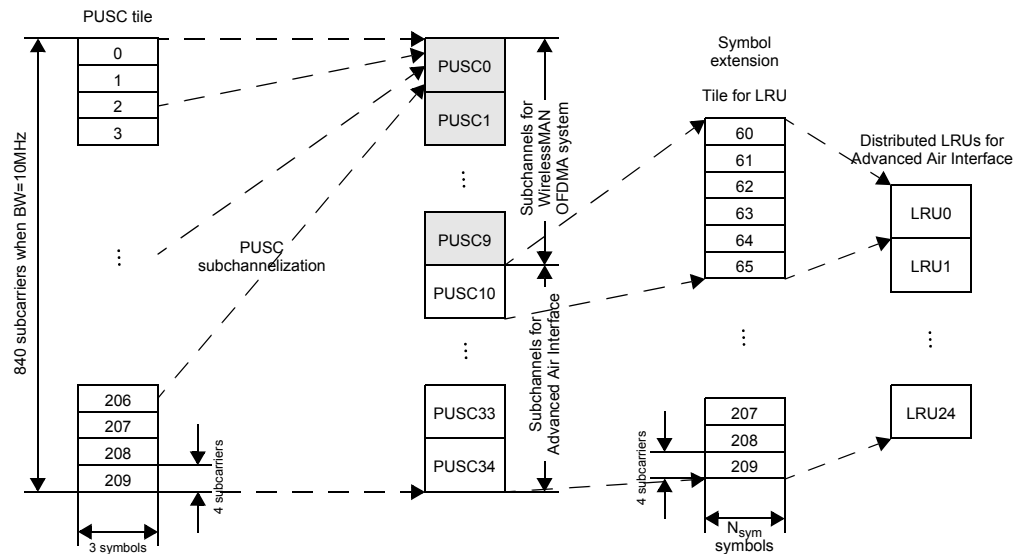 PUSC tile
0
1
2
3
⋮
206
207
208
209
840 subcarriers when BW=10MHz
4 subcarriers
3 symbols
PUSC
subchannelization
PUSC0
PUSC1
⋮
PUSC9
PUSC10
⋮
PUSC33
PUSC34
Subchannels for
WirelessMAN
OFDMA system
Subchannels for
Advanced Air Interface
Symbol
extension
Tile for LRU
60
61
62
63
64
65
⋮
207
208
209
4 subcarriers
Nsym
symbols
Distributed LRUs for
Advanced Air Interface
LRU0
LRU1
⋮
LRU24